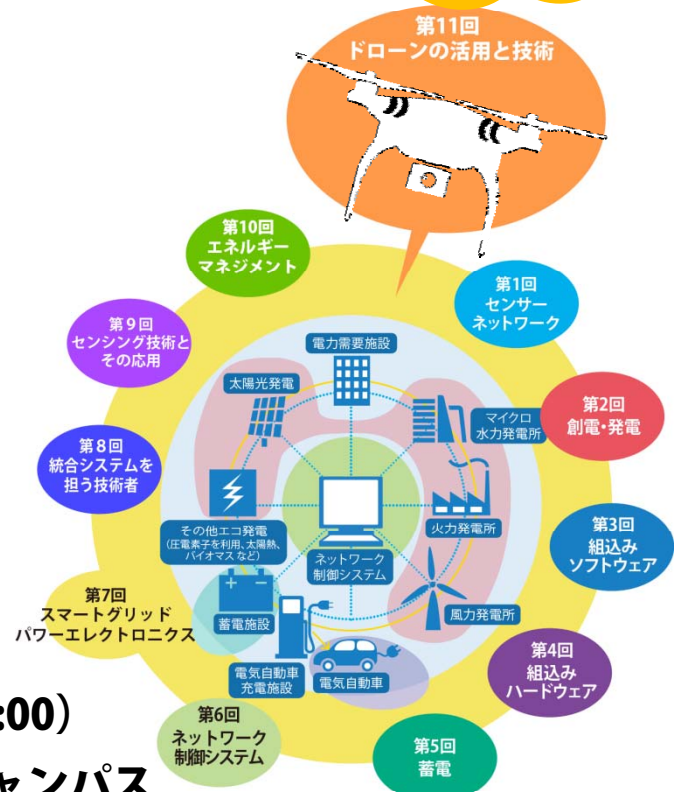 第11回
ドローンの活用と技術
第10回
エネルギー
マネジメント
第1回
センサー
ネットワーク
第9回
センシング技術と
その応用
電力需要施設
太陽光発電
マイクロ
水力発電所
第2回
創電・発電
第8回
統合システムを
担う技術者
その他エコ発電
(圧電素子を利用、太陽熱、
バイオマス など)
ネットワーク
制御システム
火力発電所
第3回
組込み
ソフトウェア
第7回
スマートグリッド
パワーエレクトロニクス
蓄電施設
風力発電所
電気自動車
充電施設
電気自動車
第4回
組込み
ハードウェア
第6回
ネットワーク
制御システム
第5回
蓄電
:00)
ャンパス